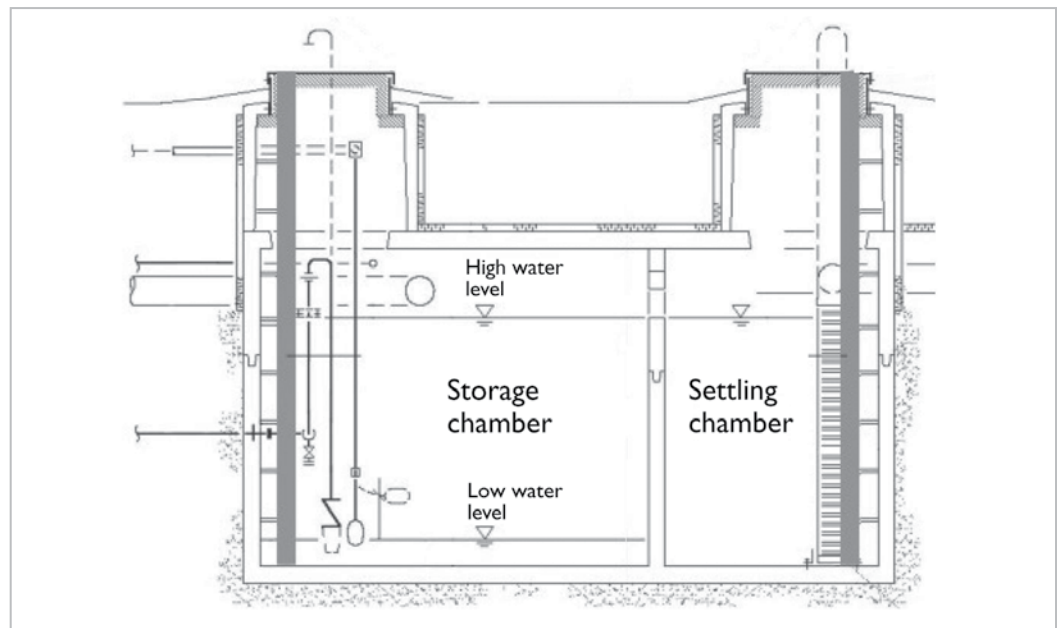 S
High water
level
Storage
chamber
Settling
chamber
Low water
level